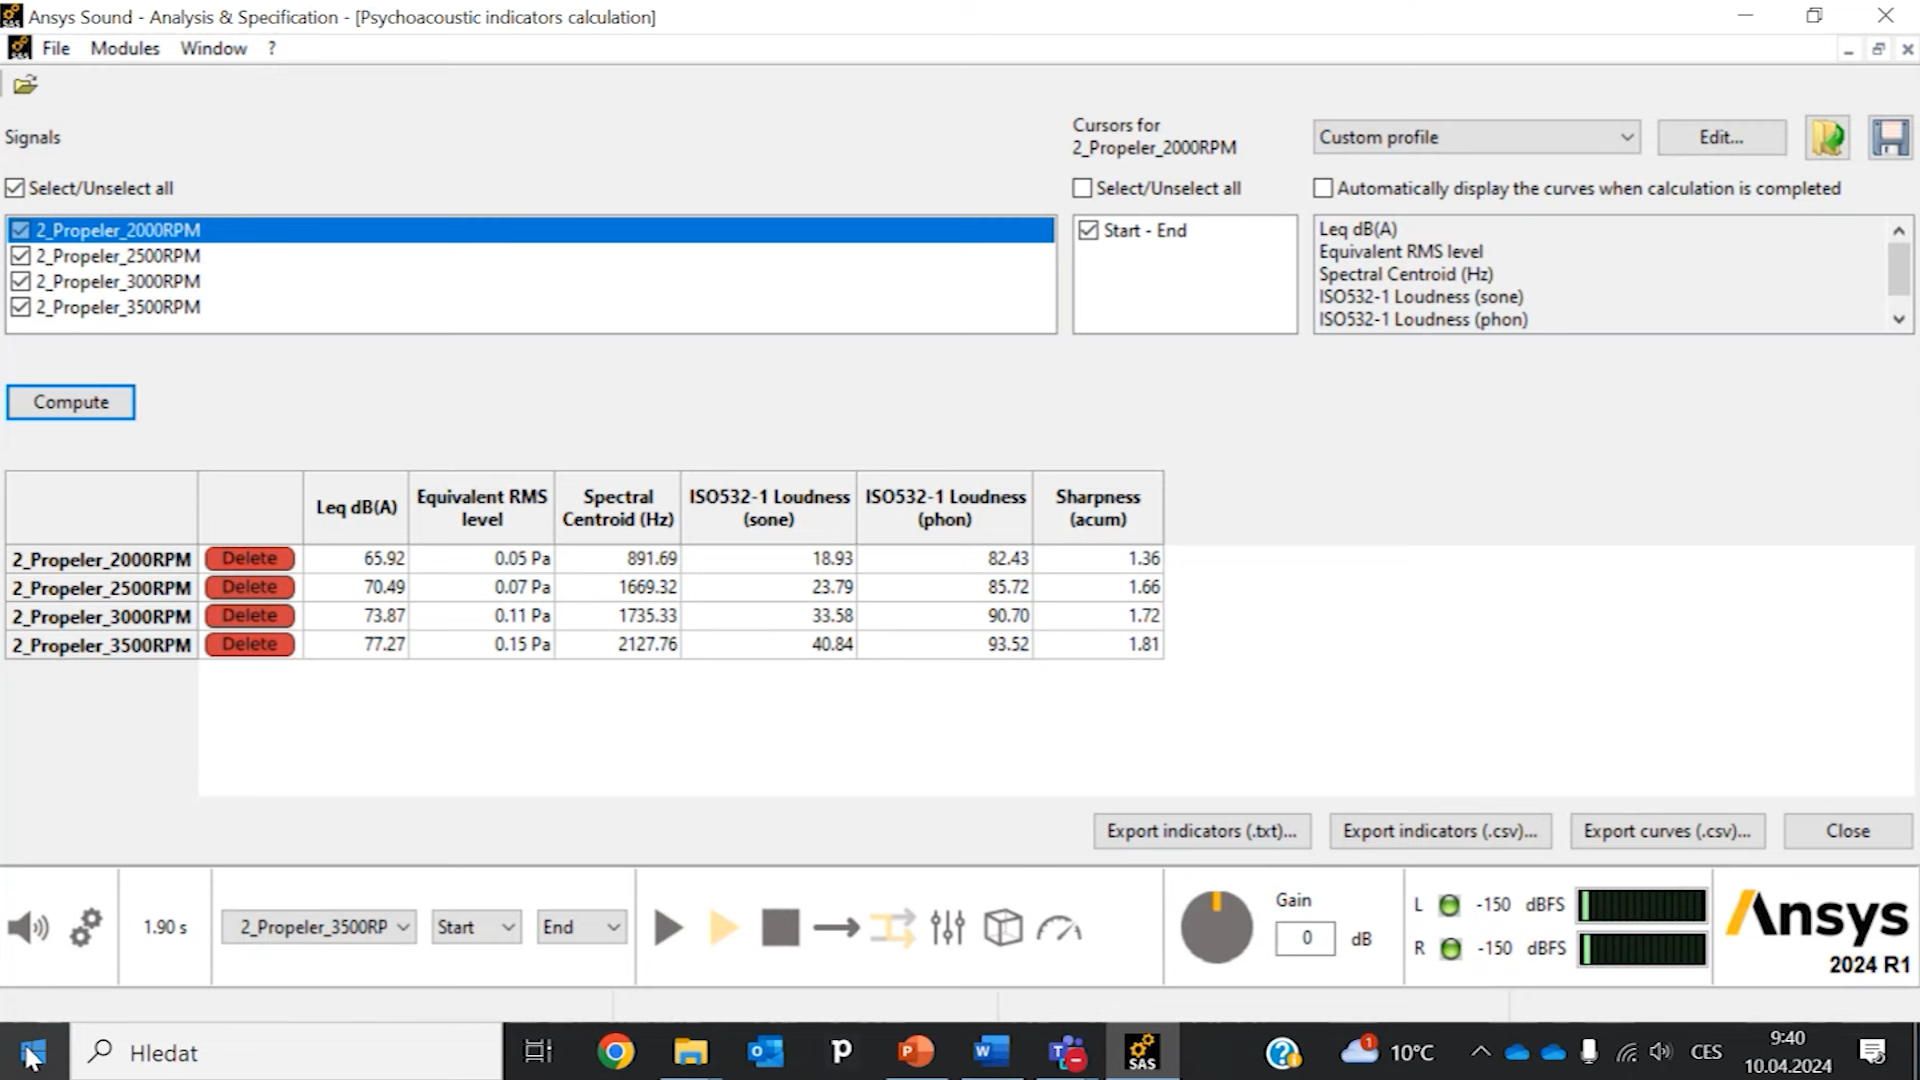 Ansys Sound - Analysis & Specification - [Psychoacoustic indicators calculation]
File Modules Window ?
Signals
Cursors for
2_Propeler_2000RPM
Custom profile
Edit...
Select/Unselect all
Select/Unselect all
Automatically display the curves when calculation is completed
2_Propeler_2000RPM
2_Propeler_2500RPM
2_Propeler_3000RPM
2_Propeler_3500RPM
Start - End
Leq dB(A)
Equivalent RMS level
Spectral Centroid (Hz)
ISO532-1 Loudness (sone)
ISO532-1 Loudness (phon)
Compute
Leq dB(A) Equivalent RMS level Spectral Centroid (Hz) ISO532-1 Loudness (sone) ISO532-1 Loudness (phon) Sharpness (acum)
2_Propeler_2000RPM Delete 65.92 0.05 Pa 891.69 18.93 82.43 1.36
2_Propeler_2500RPM Delete 70.49 0.07 Pa 1669.32 23.79 85.72 1.66
2_Propeler_3000RPM Delete 73.87 0.11 Pa 1735.33 33.58 90.70 1.72
2_Propeler_3500RPM Delete 77.27 0.15 Pa 2127.76 40.84 93.52 1.81
Export indicators (.txt)... Export indicators (.csv)... Export curves (.csv)... Close
1.90 s 2_Propeler_3500RP Start End
Gain
0 dB
L -150 dBFS
R -150 dBFS
Ansys
2024 R1
Hledat
SAS
10°C
CES
9:40
10.04.2024